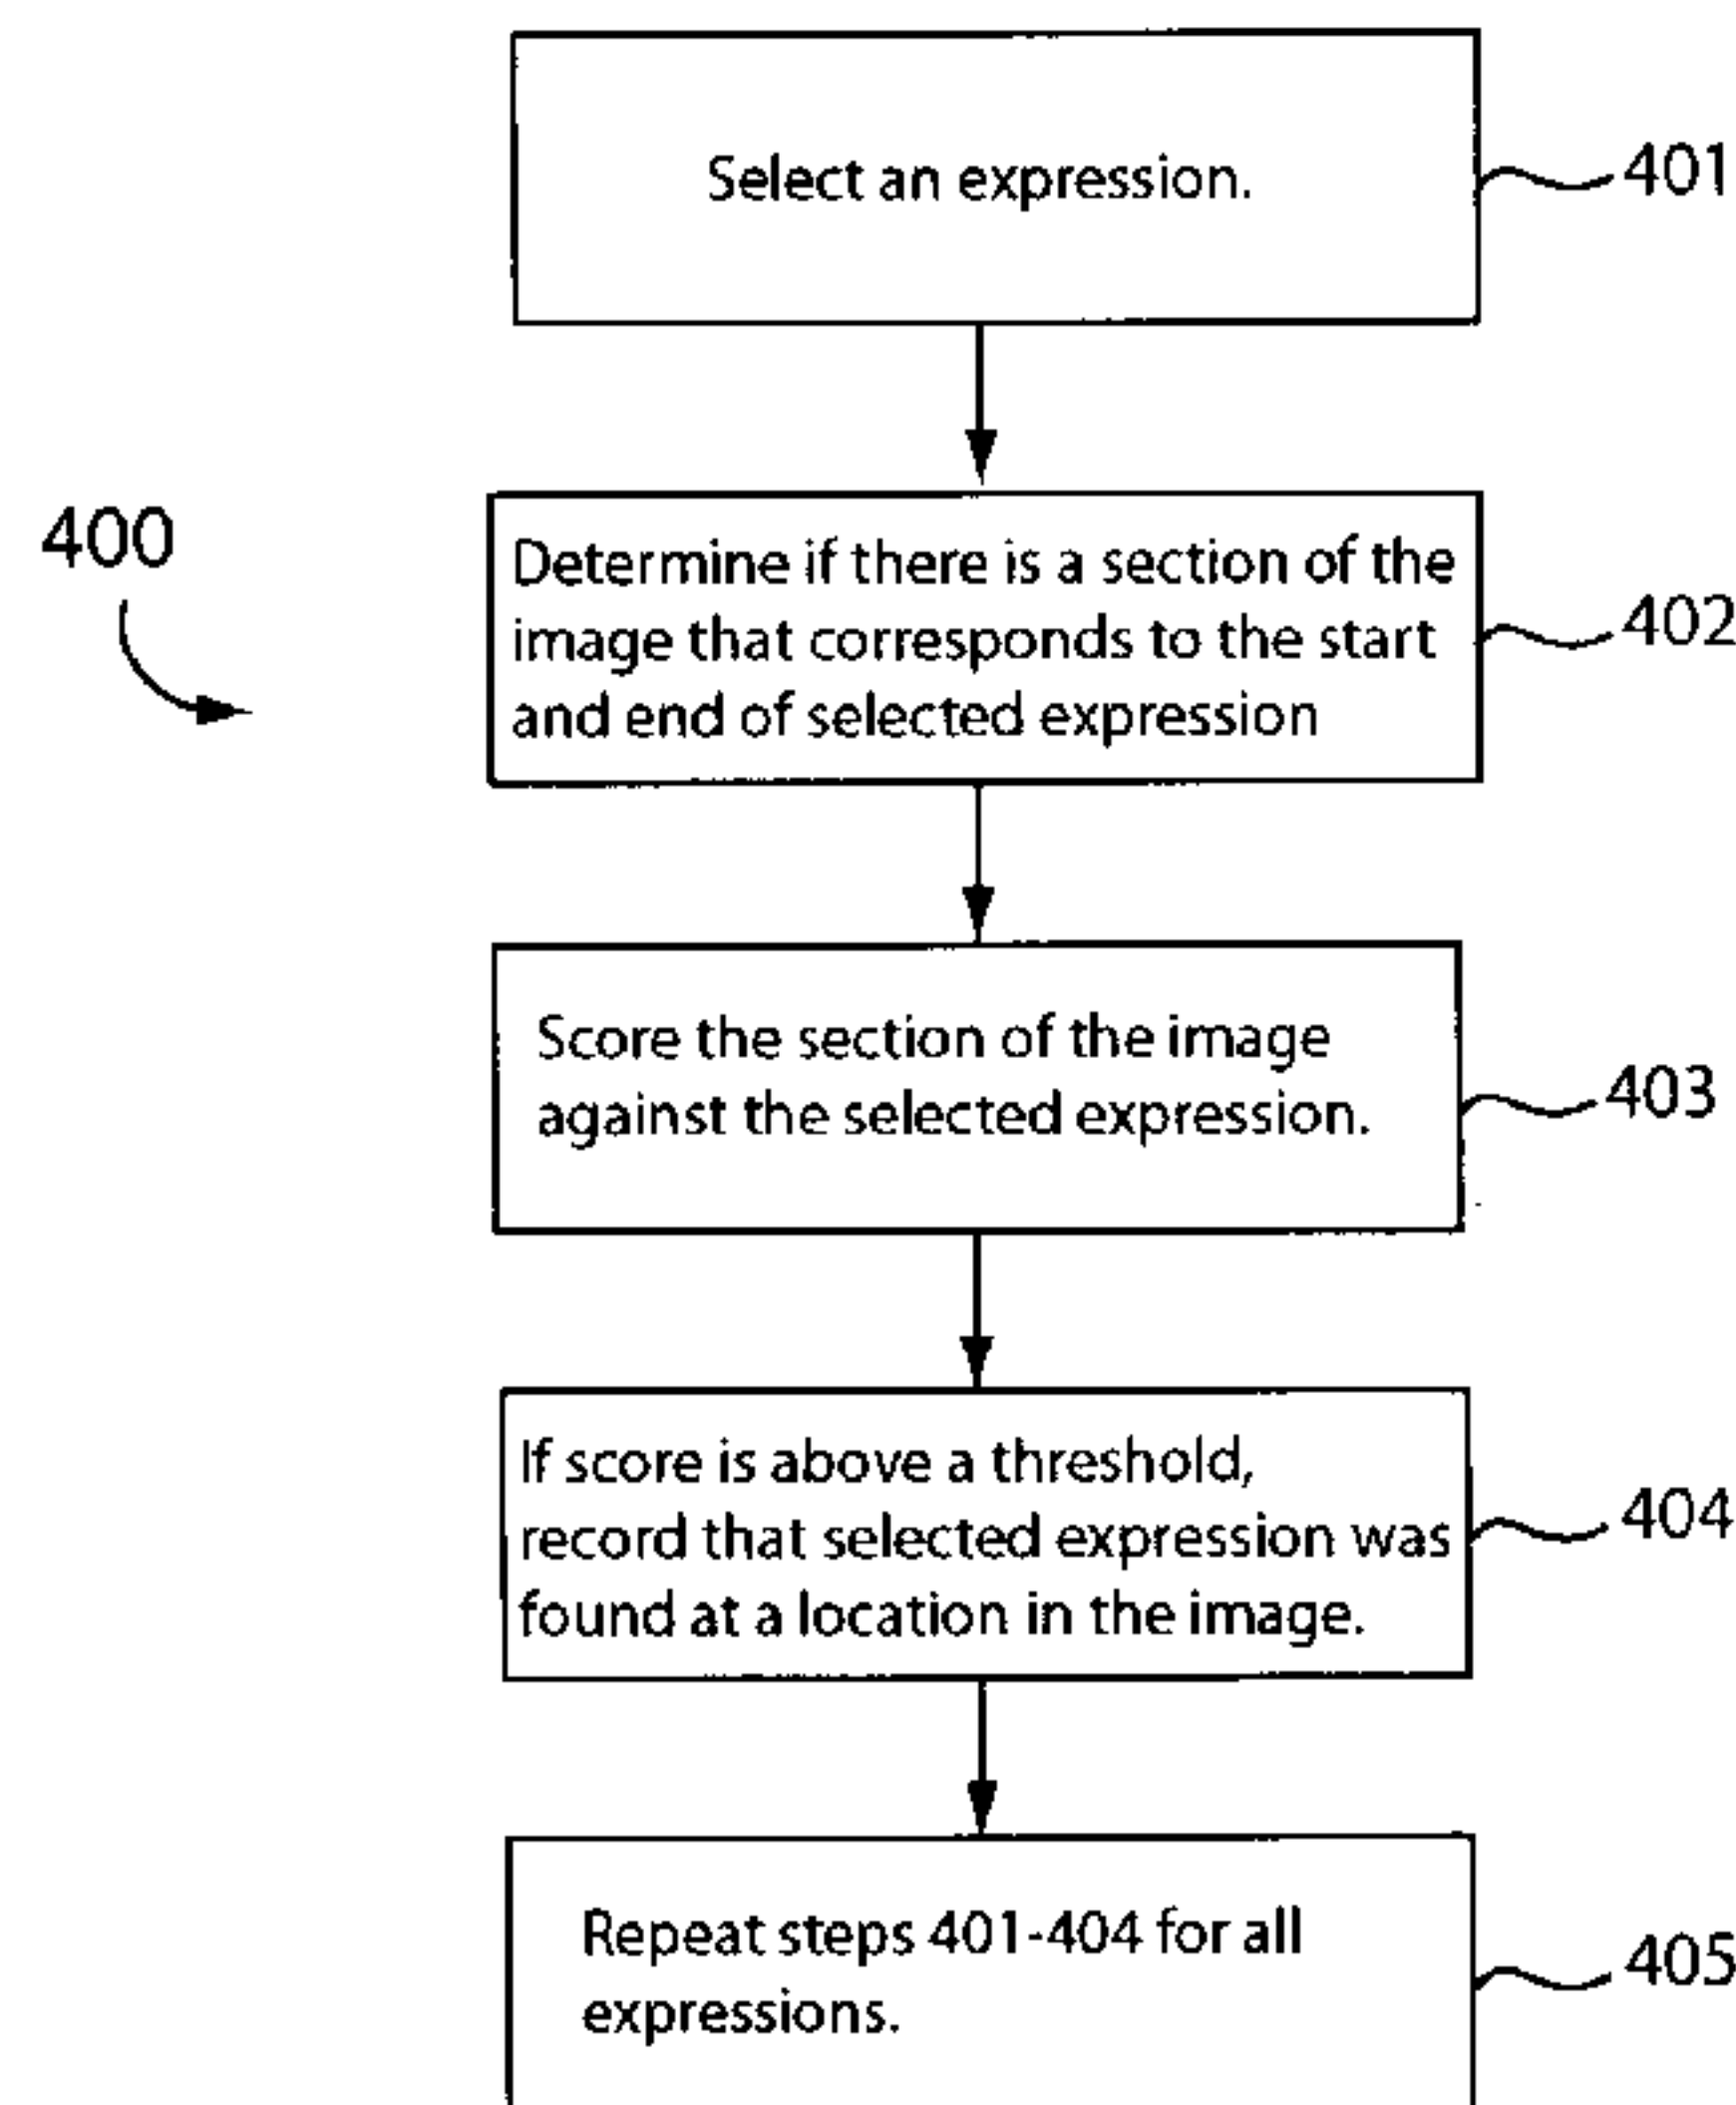 Select an expression.
401
400
Determine if there is a section of the
image that corresponds to the start
and end of selected expression
402
Score the section of the image
against the selected expression.
403
If score is above a threshold,
record that selected expression was
found at a location in the image.
404
Repeat steps 401-404 for all
expressions.
405